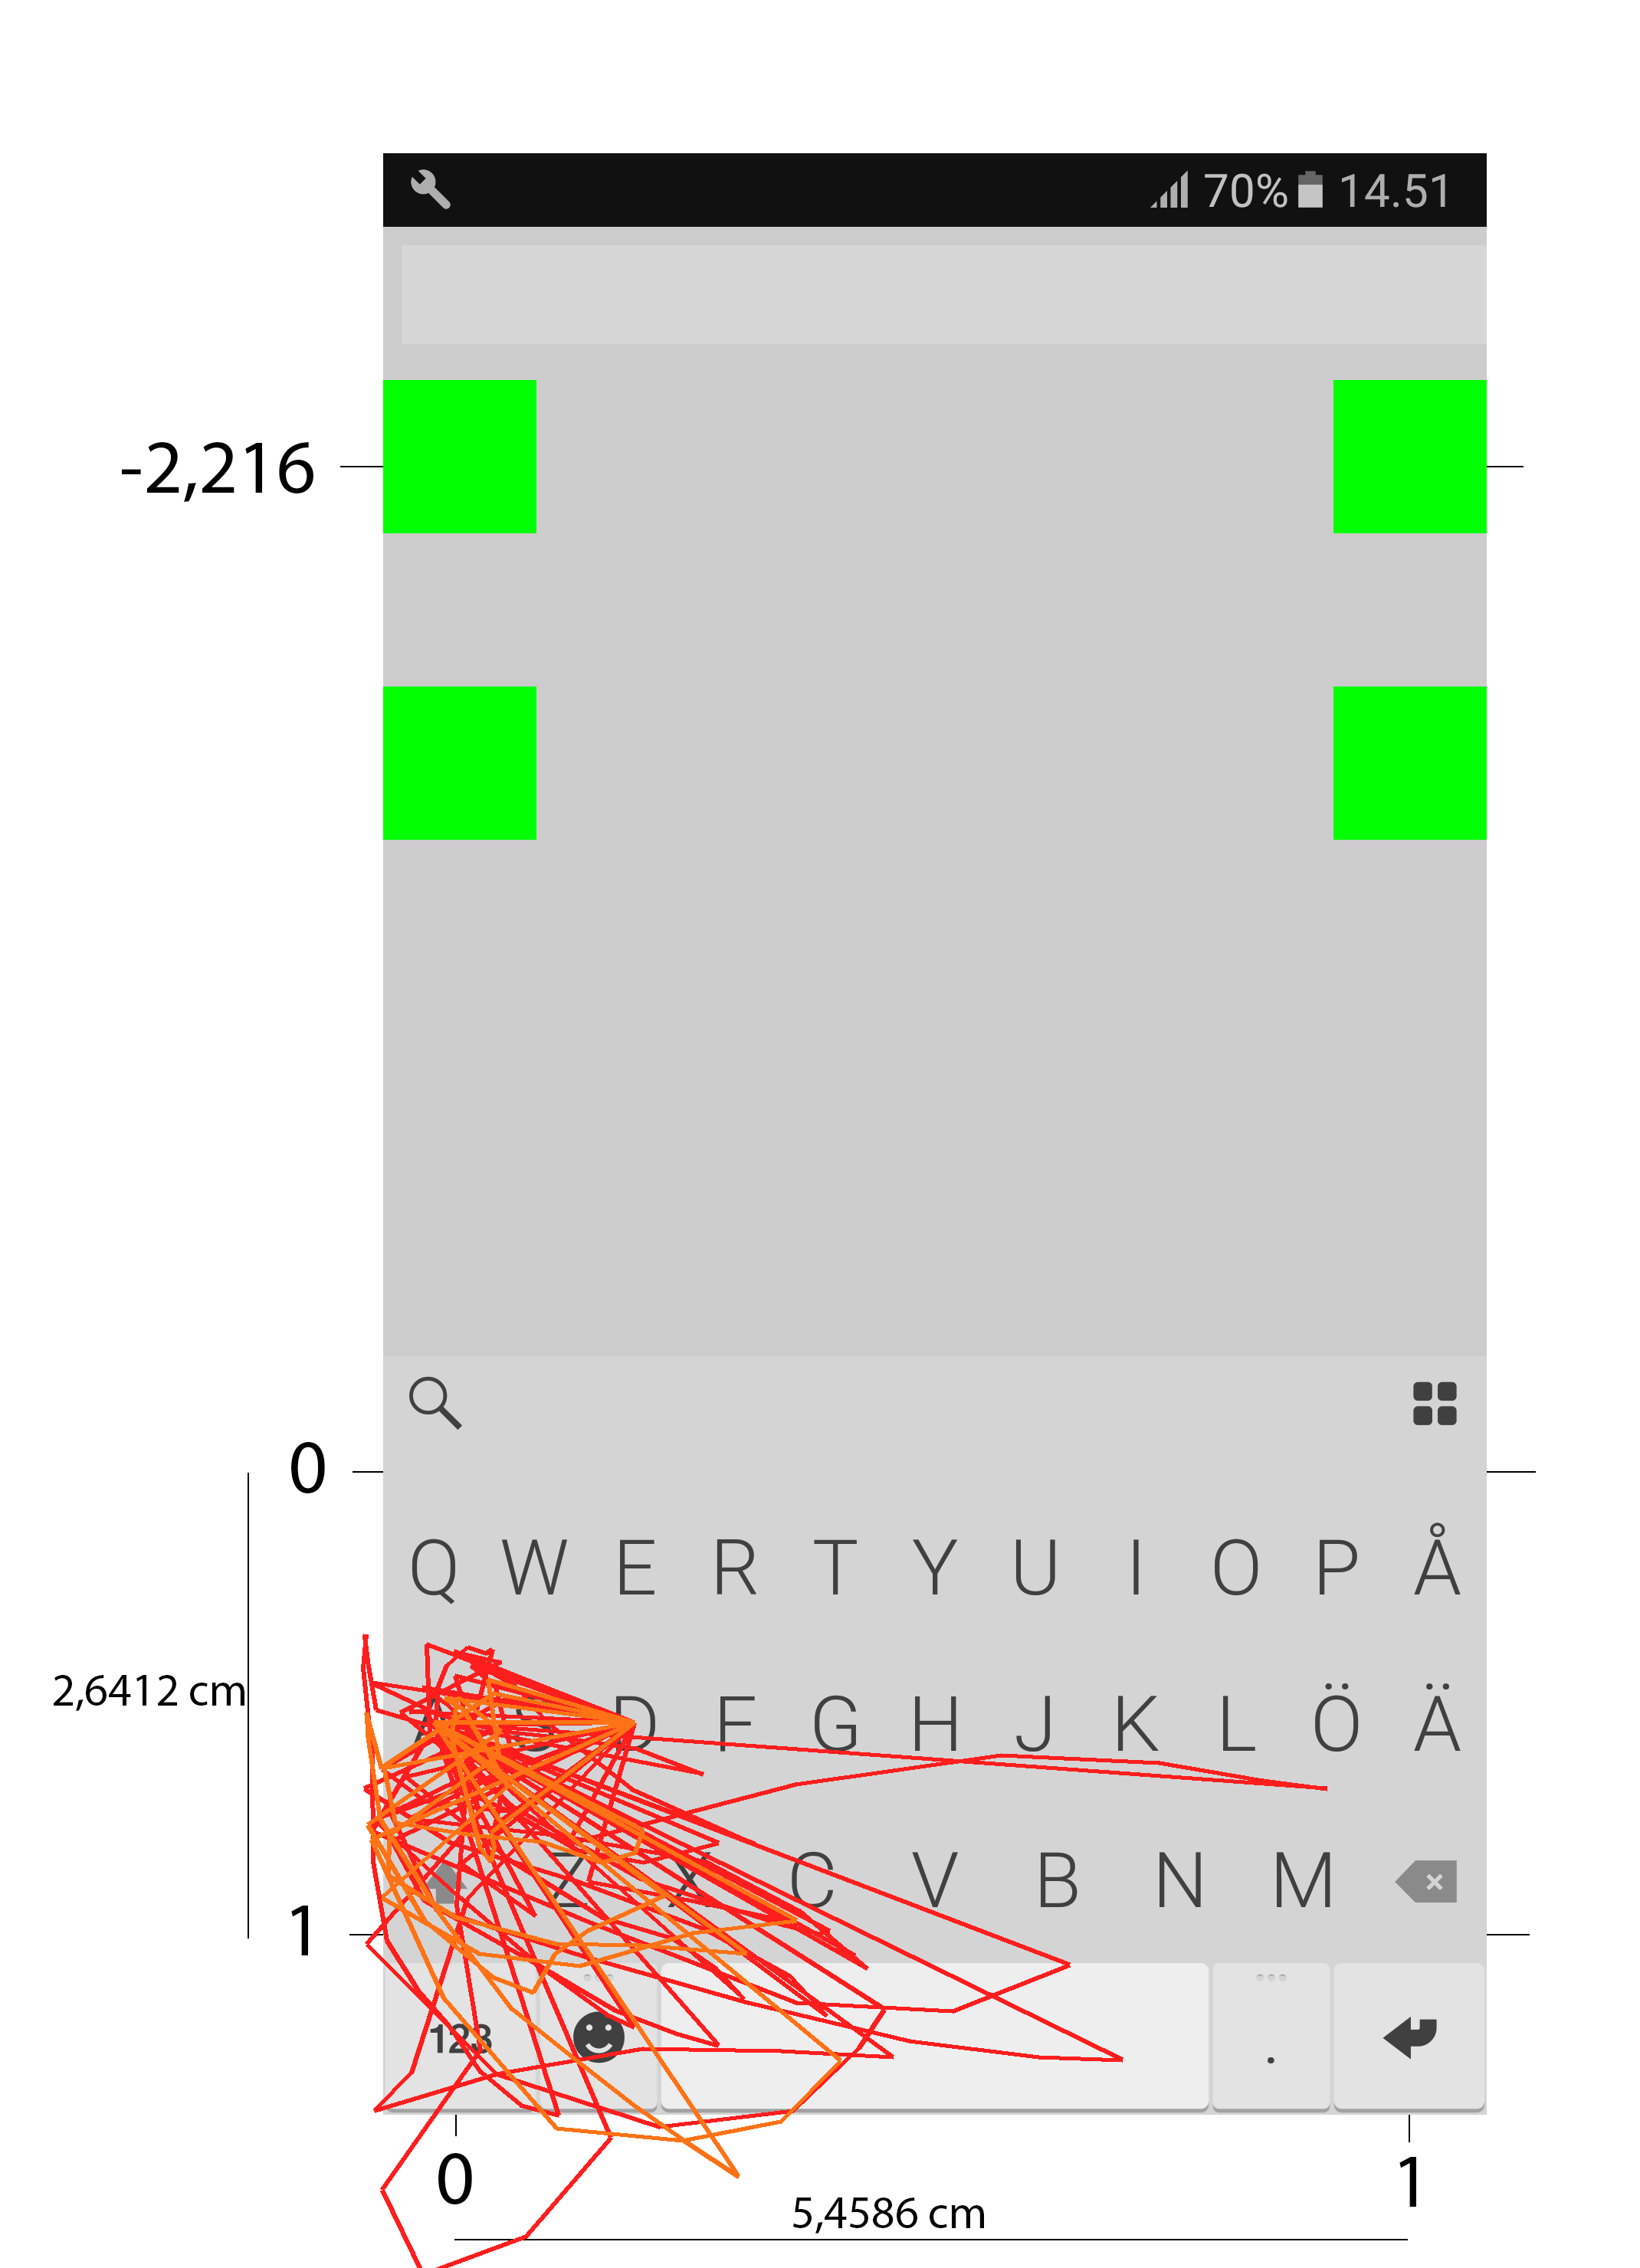 70% 14.51
-2,216
0
Q W E R T Y U I O P Å
2,6412 cm
A S D F G H J K L Ö Ä
Z X C V B N M
1
123 .
0 1
5,4586 cm